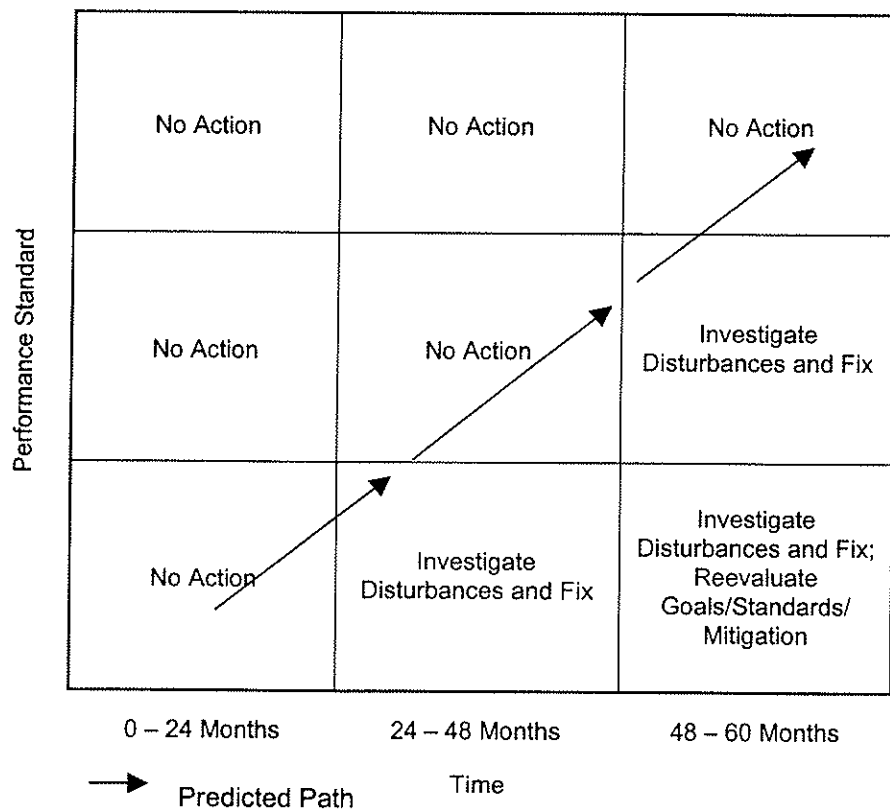 Performance Standard
No Action
No Action
No Action
No Action
No Action
Investigate
Disturbances and Fix
No Action
Investigate
Disturbances and Fix
Investigate
Disturbances and Fix;
Reevaluate
Goals/Standards/
Mitigation
0 – 24 Months
24 – 48 Months
48 – 60 Months
Predicted Path
Time